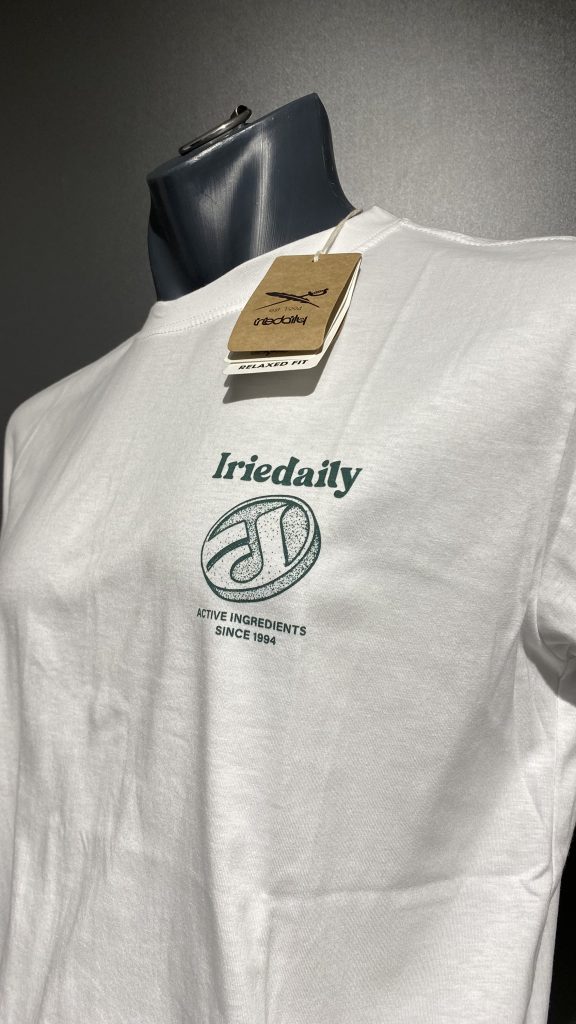 EST 1994
iriedaily
RELAXED FIT
Iriedaily
ACTIVE INGREDIENTS
SINCE 1994